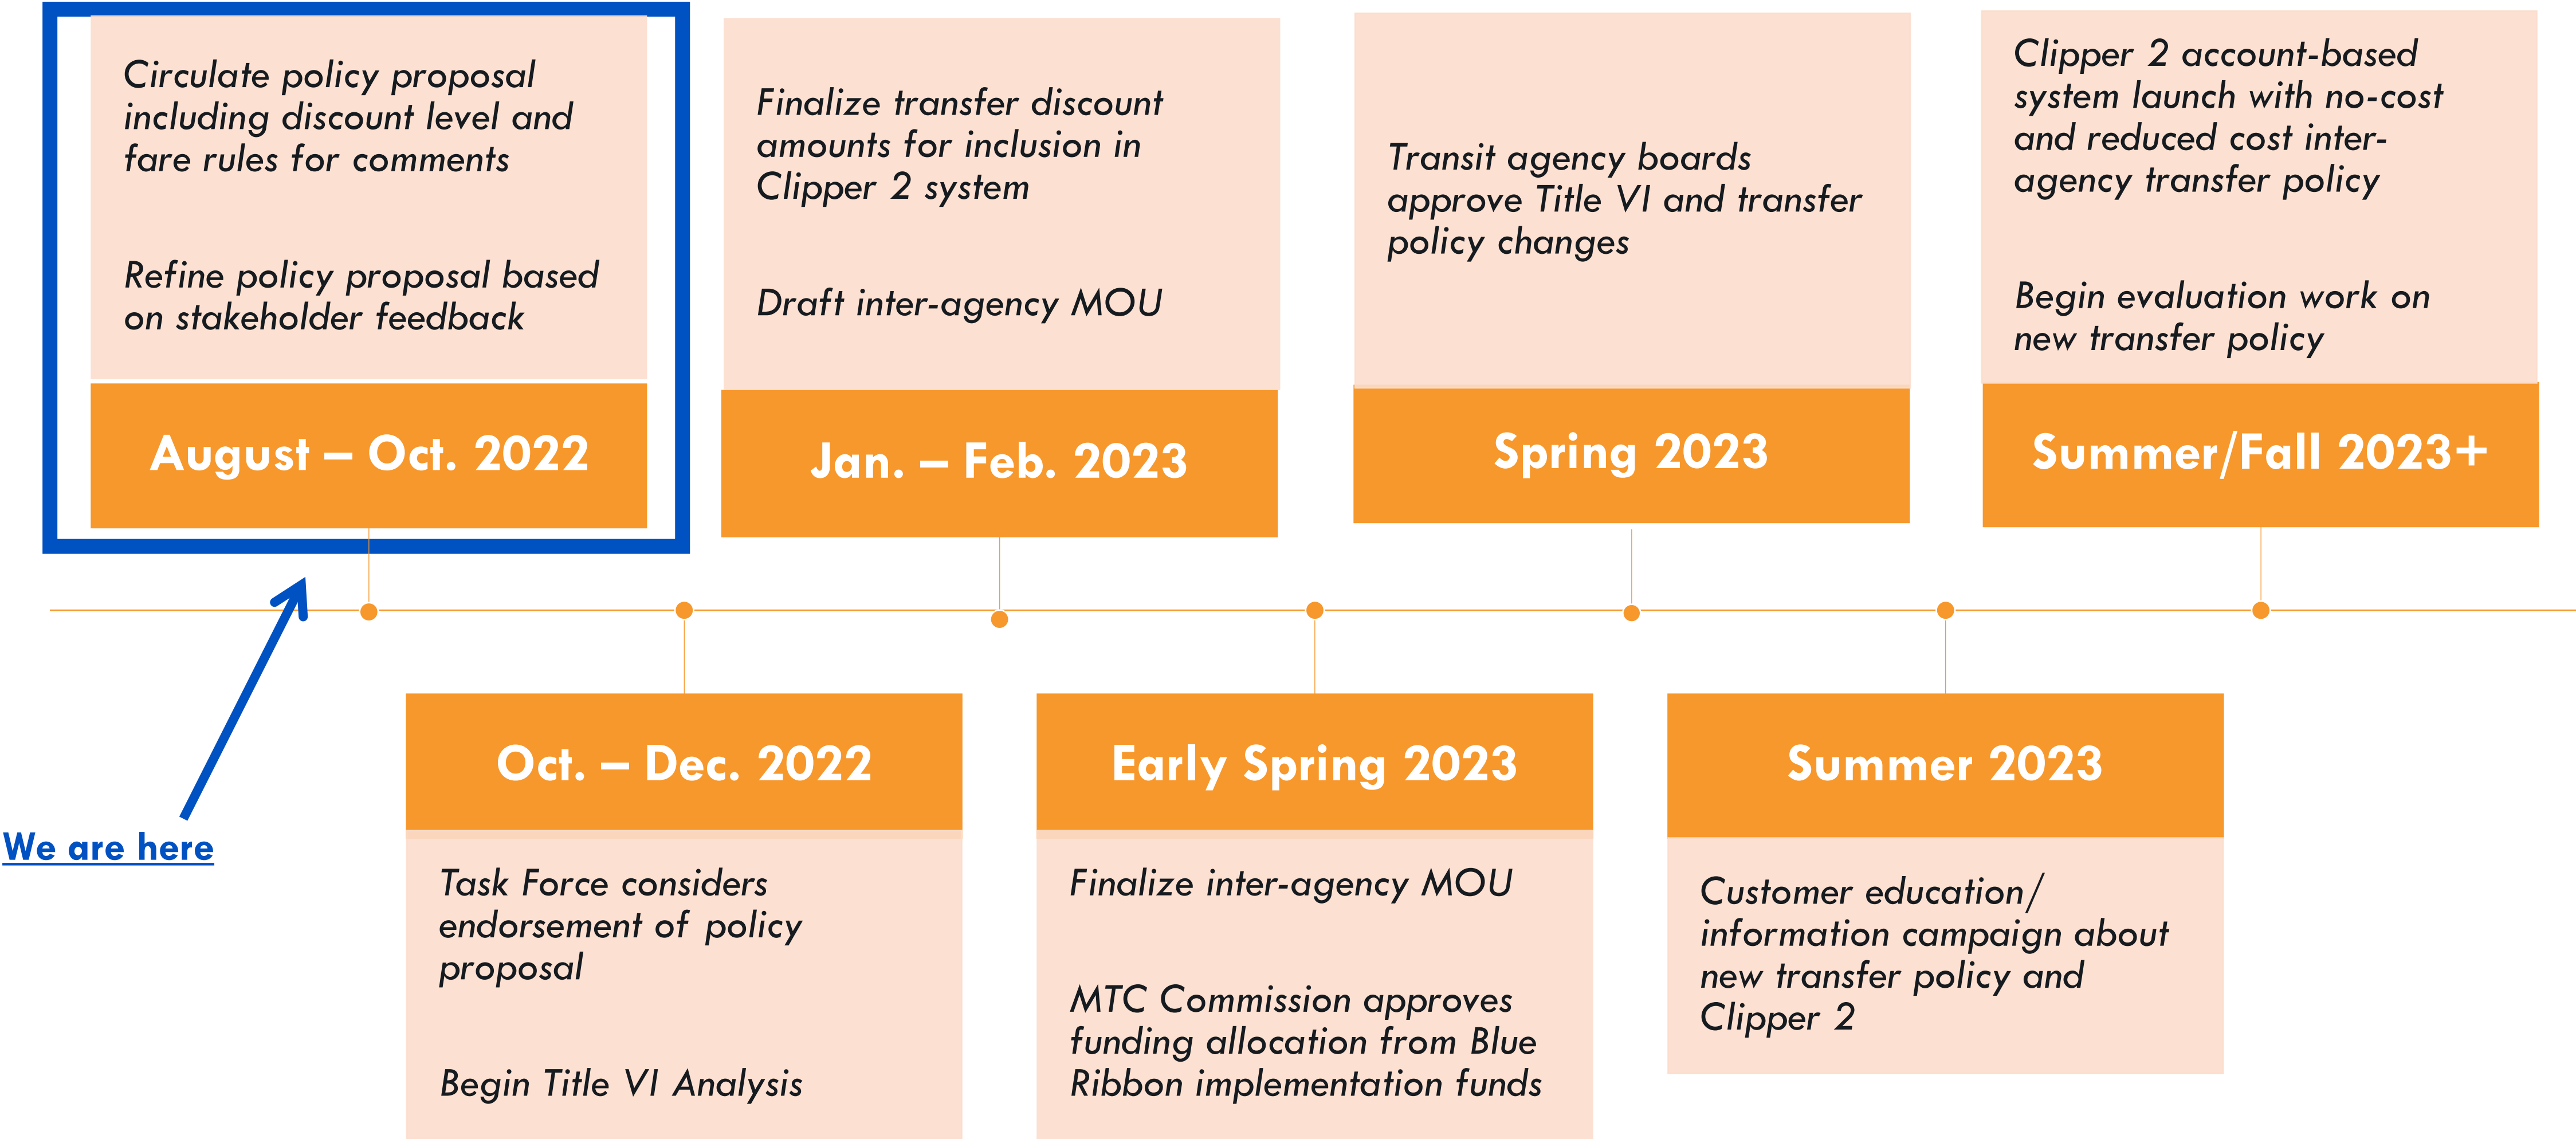 Circulate policy proposal
including discount level and
fare rules for comments
Refine policy proposal based
on stakeholder feedback
August – Oct. 2022
Finalize transfer discount
amounts for inclusion in
Clipper 2 system
Draft inter-agency MOU
Jan. – Feb. 2023
Transit agency boards
approve Title VI and transfer
policy changes
Spring 2023
Clipper 2 account-based
system launch with no-cost
and reduced cost inter-
agency transfer policy
Begin evaluation work on
new transfer policy
Summer/Fall 2023+
We are here
Oct. – Dec. 2022
Task Force considers
endorsement of policy
proposal
Begin Title VI Analysis
Early Spring 2023
Finalize inter-agency MOU
MTC Commission approves
funding allocation from Blue
Ribbon implementation funds
Summer 2023
Customer education/
information campaign about
new transfer policy and
Clipper 2